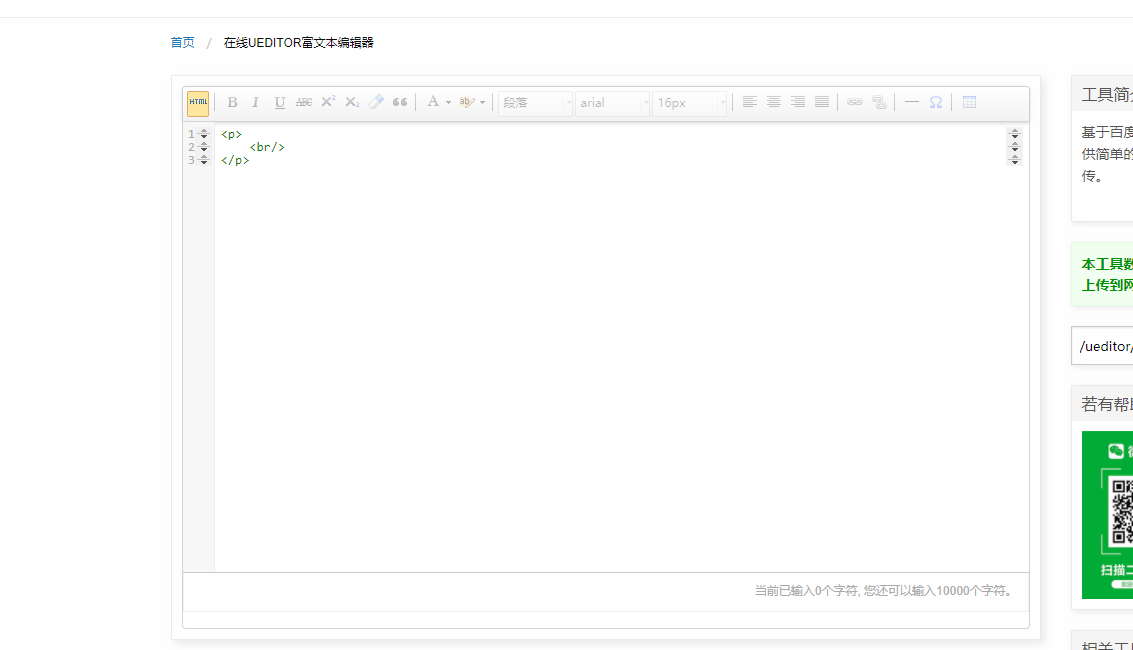 首页 / 在线UEDITOR富文本编辑器
HTML B I U ABC X² X₂ A ab 段落 arial 16px Ω
1 <p>
2 <br/>
3 </p>
当前已输入0个字符, 您还可以输入10000个字符。
工具简
基于百度
供简单的
传。
本工具数
上传到网
/ueditor/
若有帮
扫描二
相关工